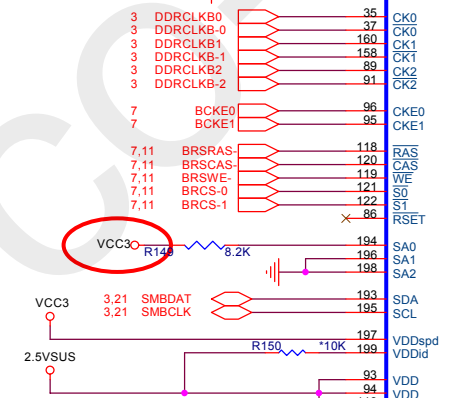 3 DDRCLKB0 35 CK0
3 DDRCLKB-0 37 CK0
3 DDRCLKB1 160 CK1
3 DDRCLKB-1 158 CK1
3 DDRCLKB2 89 CK2
3 DDRCLKB-2 91 CK2
7 BCKE0 96 CKE0
7 BCKE1 95 CKE1
7,11 BRSRAS- 118 RAS
7,11 BRSCAS- 120 CAS
7,11 BRSWE- 119 WE
7,11 BRCS-0 121 S0
7,11 BRCS-1 122 S1
86 RSET
VCC3 R149 8.2K 194 SA0
196 SA1
198 SA2
VCC3 3,21 SMBDAT 193 SDA
3,21 SMBCLK 195 SCL
197 VDDspd
2.5VSUS R150 *10K 199 VDDid
93 VDD
94 VDD